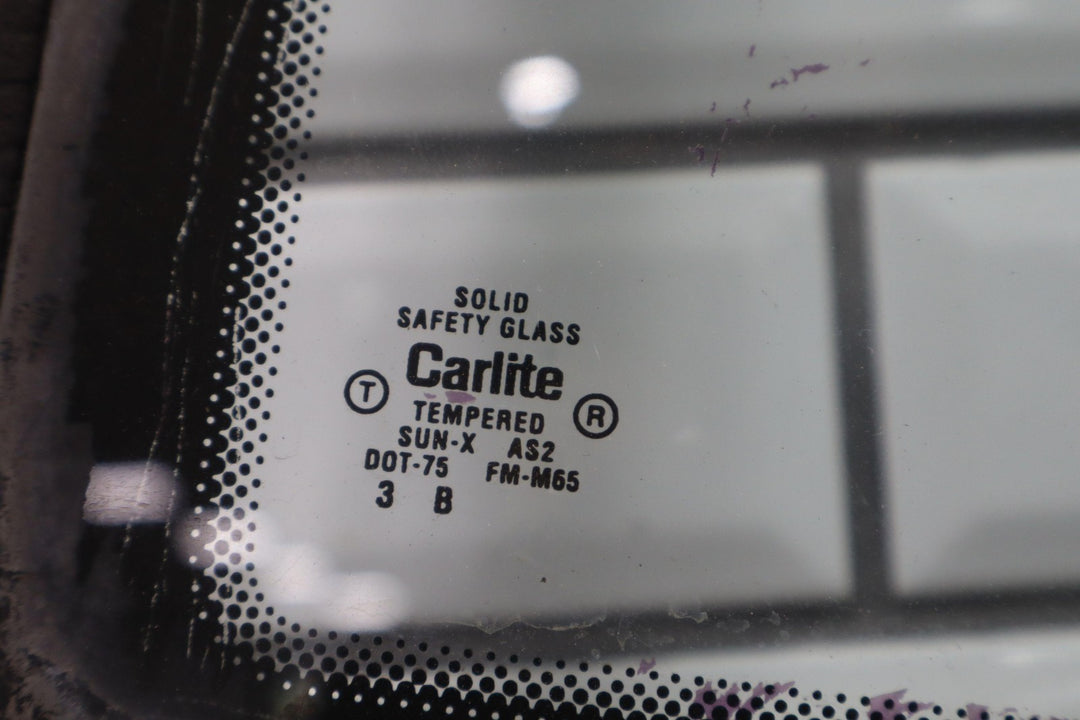 SOLID
SAFETY GLASS
Carlite
T
R
TEMPERED
SUN-X AS2
DOT-75 FM-M65
3 B